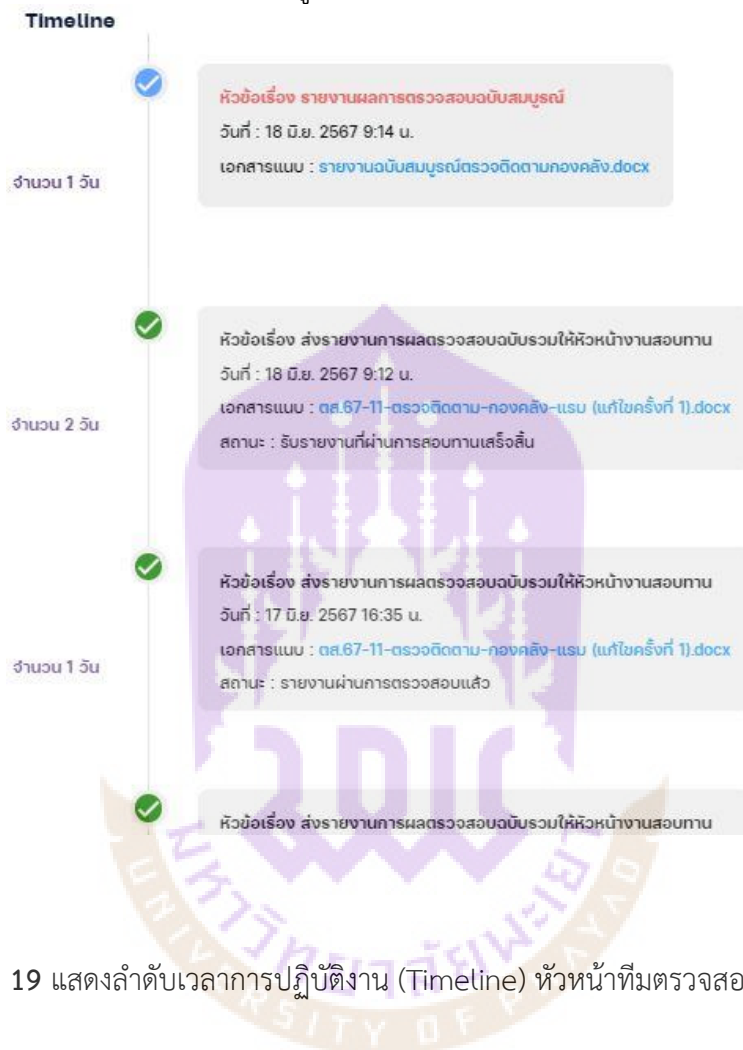 Timeline
หัวข้อเรื่อง รายงานผลการตรวจสอบฉบับสมบูรณ์
วันที่ : 18 มิ.ย. 2567 9:14 น.
เอกสารแนบ : รายงานฉบับสมบูรณ์ตรวจติดตามกองคลัง.docx
จำนวน 1 วัน
หัวข้อเรื่อง ส่งรายงานการผลตรวจสอบฉบับรวมให้หัวหน้างานสอบทาน
วันที่ : 18 มิ.ย. 2567 9:12 น.
เอกสารแนบ : ตส.67-11-ตรวจติดตาม-กองคลัง-แรม (แก้ไขครั้งที่ 1).docx
จำนวน 2 วัน
สถานะ : รับรายงานที่ผ่านการสอบทานเสร็จสิ้น
หัวข้อเรื่อง ส่งรายงานการผลตรวจสอบฉบับรวมให้หัวหน้างานสอบทาน
วันที่ : 17 มิ.ย. 2567 16:35 น.
เอกสารแนบ : ตส.67-11-ตรวจติดตาม-กองคลัง-แรม (แก้ไขครั้งที่ 1).docx
จำนวน 1 วัน
สถานะ : รายงานผ่านการตรวจสอบแล้ว
หัวข้อเรื่อง ส่งรายงานการผลตรวจสอบฉบับรวมให้หัวหน้างานสอบทาน
มหาวิทยาลัยพะเยา
UNIVERSITY OF PHAYAO
19 แสดงลำดับเวลาการปฏิบัติงาน (Timeline) หัวหน้าทีมตรวจสอ